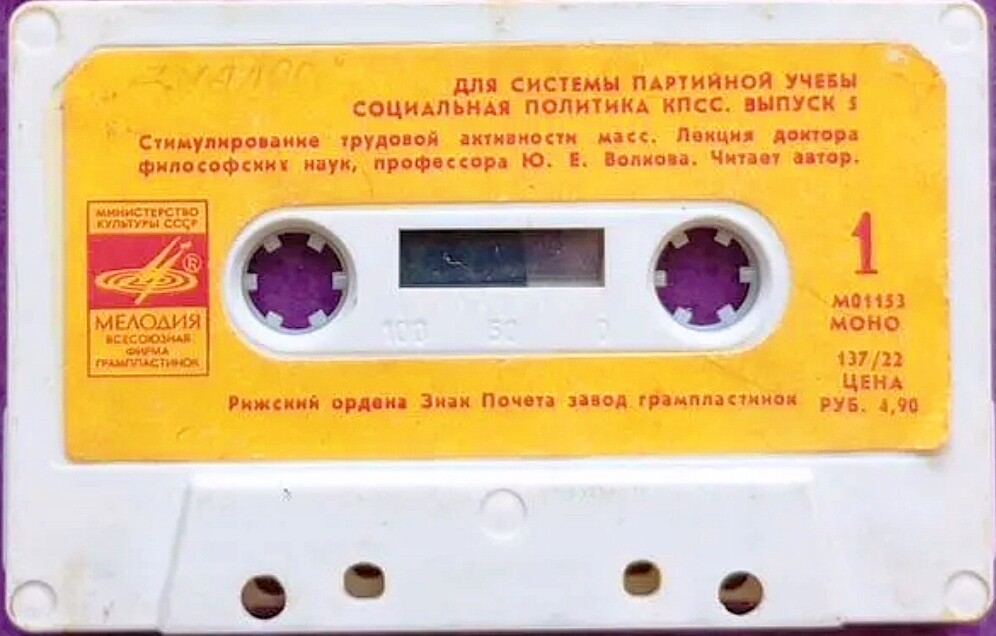 ДЛЯ СИСТЕМЫ ПАРТИЙНОЙ УЧЕБЫ
СОЦИАЛЬНАЯ ПОЛИТИКА КПСС. ВЫПУСК 5
Стимулирование трудовой активности масс. Лекция доктора
философских наук, профессора Ю. Е. Волкова. Читает автор.
МИНИСТЕРСТВО
КУЛЬТУРЫ СССР
®
МЕЛОДИЯ
ВСЕСОЮЗНАЯ
ФИРМА
ГРАМПЛАСТИНОК
100 50 0
1
М01153
МОНО
137/22
ЦЕНА
РУБ. 4,90
Рижский ордена Знак Почета завод грампластинок